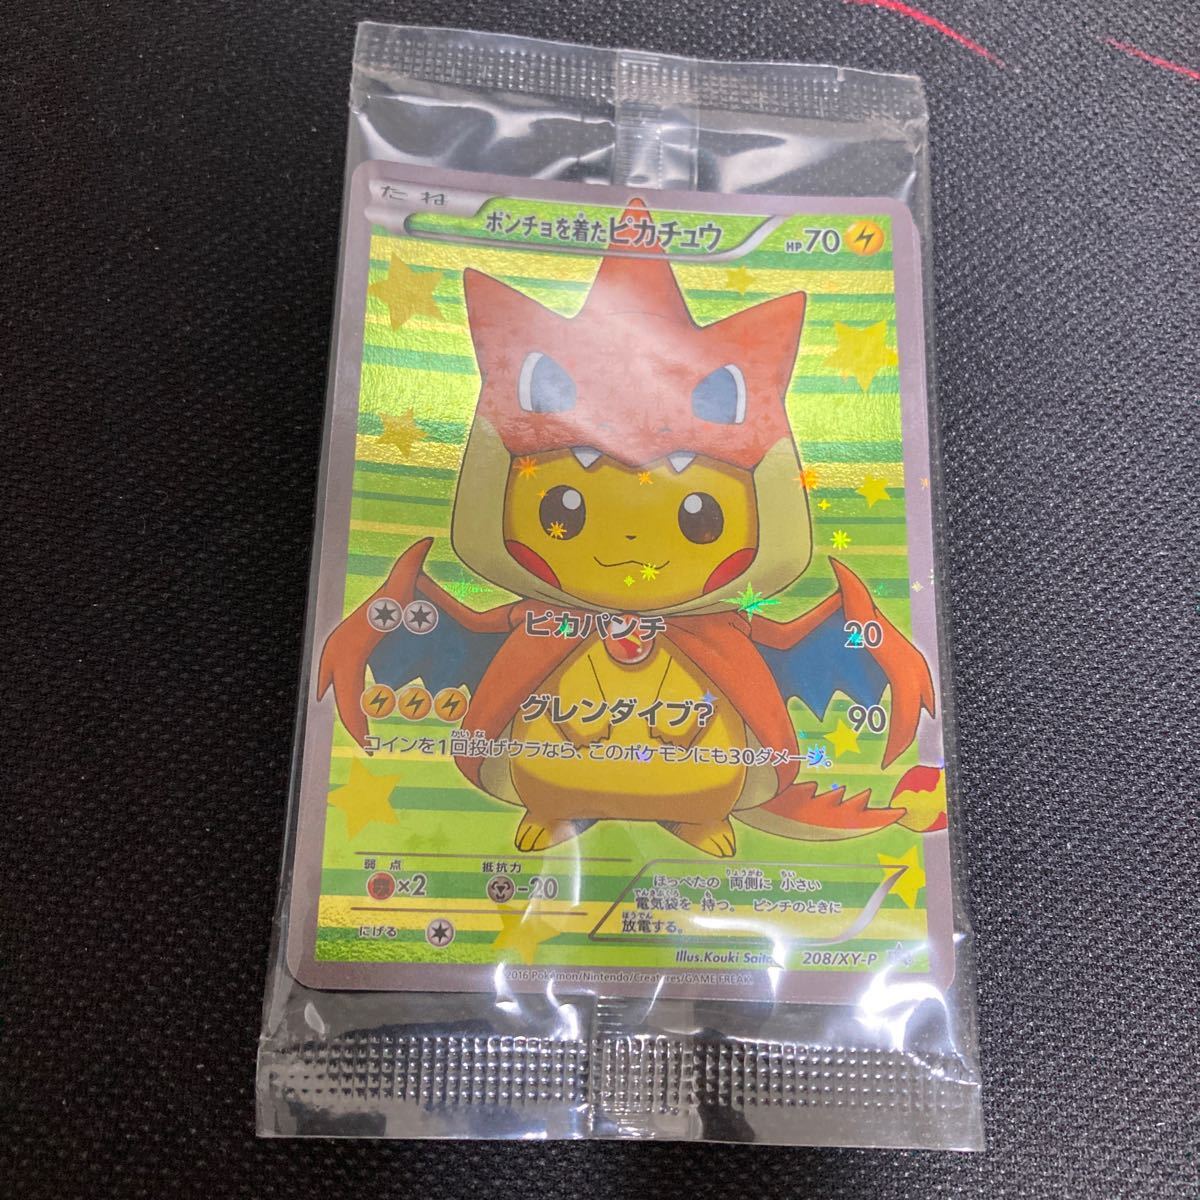 たね
ポンチョを着たピカチュウ
HP70
ピカパンチ 20
グレンダイブ? 90
コインを1回投げウラなら、このポケモンにも30ダメージ。
弱点 抵抗力
×2 -20
にげる
ほっぺたの 両側に 小さい
電気袋を 持つ。 ピンチのときに
放電する。
Illus.Kouki Saito 208/XY-P
2016 Pokémon/Nintendo/Creatures/GAME FREAK.